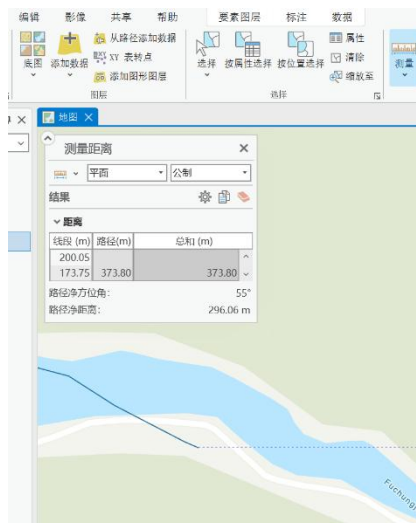 编辑 影像 共享 帮助 要素图层 标注 数据
底图
添加数据
从路径添加数据
XY 表转点
添加图形图层
图层
选择
按属性选择
按位置选择
属性
清除
缩放至
选择
测量
地图
测量距离
平面
公制
结果
距离
线段 (m) 路径(m) 总和 (m)
200.05
173.75 373.80 373.80
路径净方位角: 55°
路径净距离: 296.06 m